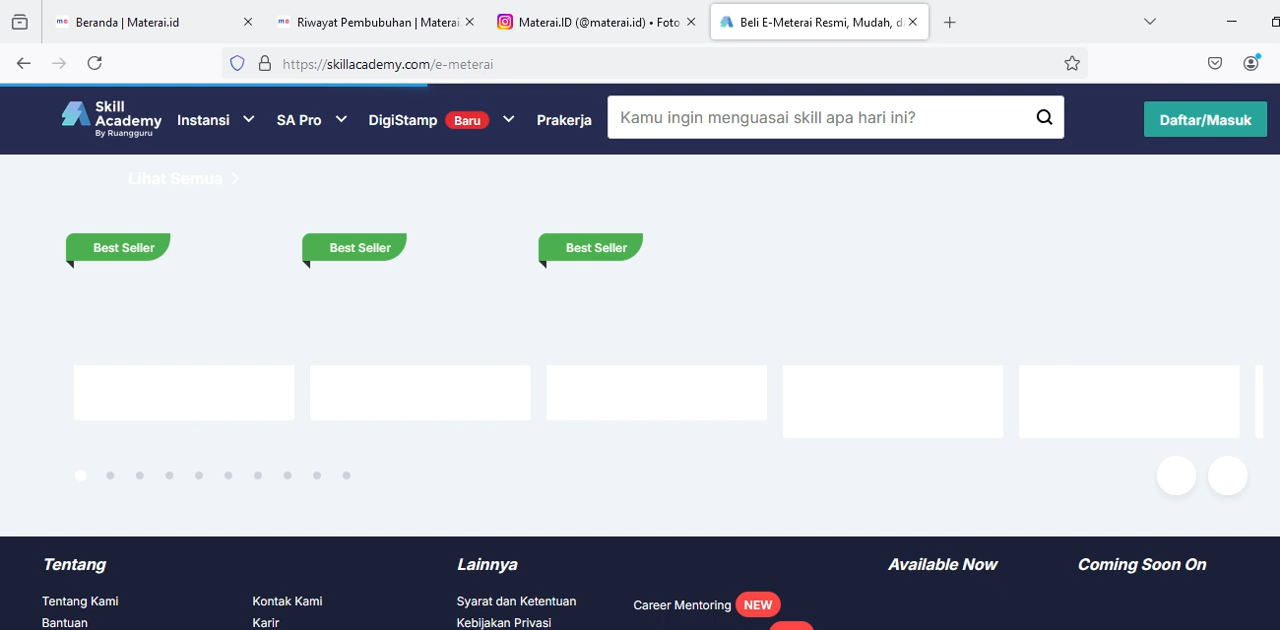 Beranda | Materai.id
Riwayat Pembubuhan | Materai
Materai.ID (@materai.id) • Foto
Beli E-Meterai Resmi, Mudah, d
https://skillacademy.com/e-meterai
Skill
Academy
By Ruangguru
Instansi
SA Pro
DigiStamp
Baru
Prakerja
Kamu ingin menguasai skill apa hari ini?
Daftar/Masuk
Lihat Semua
Best Seller
Best Seller
Best Seller
Tentang
Lainnya
Available Now
Coming Soon On
Tentang Kami
Kontak Kami
Syarat dan Ketentuan
Career Mentoring NEW
Bantuan
Karir
Kebijakan Privasi